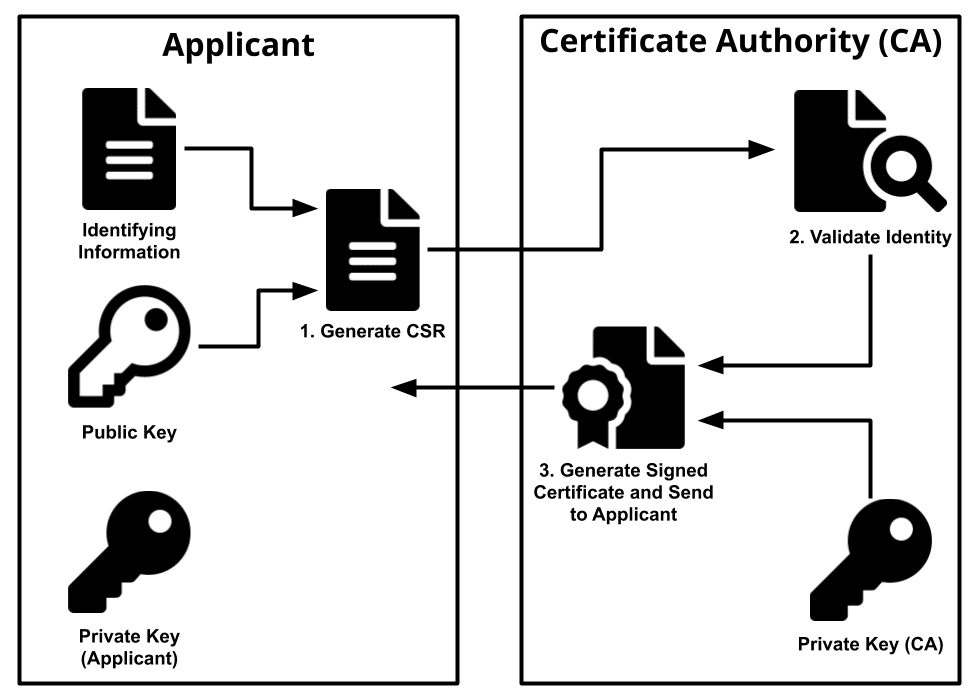 Applicant
Identifying
Information
1. Generate CSR
Public Key
Private Key
(Applicant)
Certificate Authority (CA)
2. Validate Identity
3. Generate Signed
Certificate and Send
to Applicant
Private Key (CA)